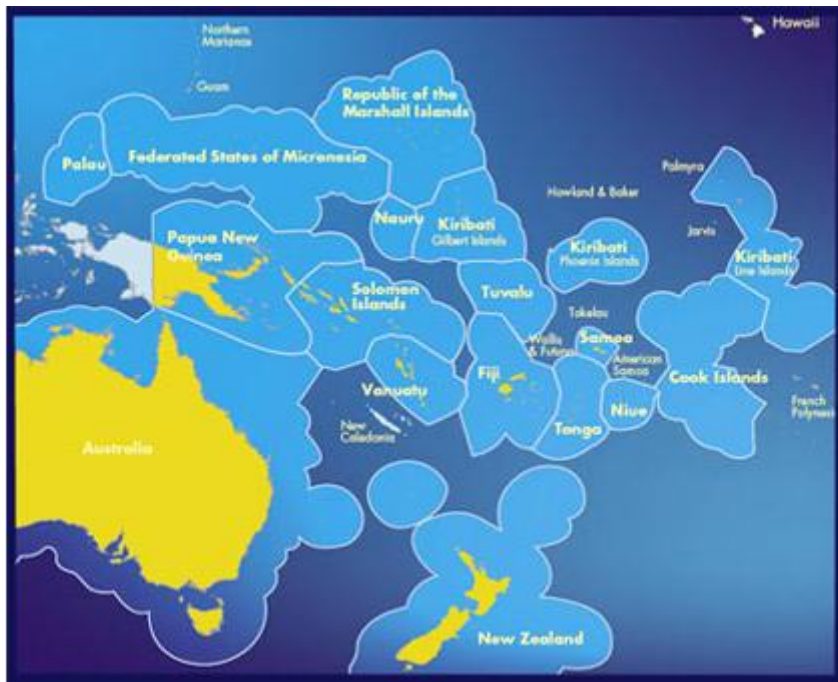 Northern
Marianas
Hawaii
Guam
Republic of the
Marshall Islands
Palau
Federated States of Micronesia
Palmyra
Howland & Baker
Nauru
Kiribati
Gilbert Islands
Jarvis
Papua New
Guinea
Kiribati
Phoenix Islands
Kiribati
Line Islands
Solomon
Islands
Tuvalu
Tokelau
Wallis
& Futuna
Samoa
American
Samoa
Fiji
Vanuatu
Cook Islands
New
Caledonia
Tonga
Niue
French
Polynesi
Australia
New Zealand